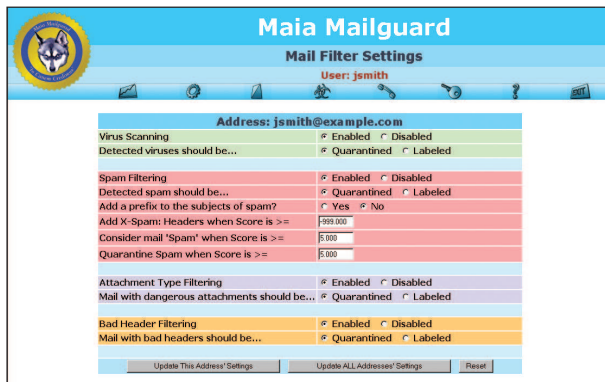 Maia Mailguard
Mail Filter Settings
User: jsmith
EXIT
Address: jsmith@example.com
Virus Scanning Enabled Disabled
Detected viruses should be... Quarantined Labeled
Spam Filtering Enabled Disabled
Detected spam should be... Quarantined Labeled
Add a prefix to the subjects of spam? Yes No
Add X-Spam: Headers when Score is >= -999.000
Consider mail 'Spam' when Score is >= 5.000
Quarantine Spam when Score is >= 5.000
Attachment Type Filtering Enabled Disabled
Mail with dangerous attachments should be... Quarantined Labeled
Bad Header Filtering Enabled Disabled
Mail with bad headers should be... Quarantined Labeled
Update This Address' Settings Update ALL Addresses' Settings Reset